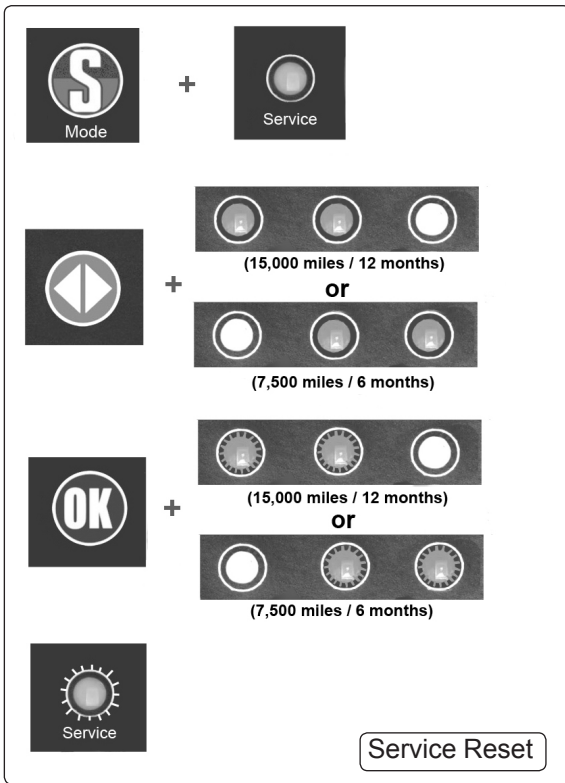 S
Mode
+
Service
+
(15,000 miles / 12 months)
or
(7,500 miles / 6 months)
OK
+
(15,000 miles / 12 months)
or
(7,500 miles / 6 months)
Service
Service Reset